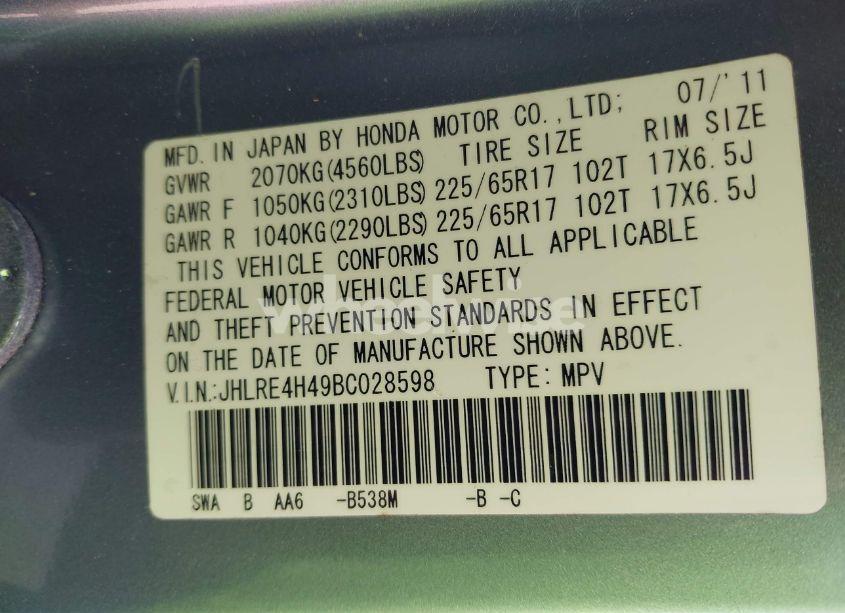 MFD. IN JAPAN BY HONDA MOTOR CO., LTD; 07/'11
GVWR 2070KG(4560LBS) TIRE SIZE RIM SIZE
GAWR F 1050KG(2310LBS) 225/65R17 102T 17X6.5J
GAWR R 1040KG(2290LBS) 225/65R17 102T 17X6.5J
THIS VEHICLE CONFORMS TO ALL APPLICABLE
FEDERAL MOTOR VEHICLE SAFETY
AND THEFT PREVENTION STANDARDS IN EFFECT
ON THE DATE OF MANUFACTURE SHOWN ABOVE.
V.I.N.:JHLRE4H49BC028598 TYPE: MPV
SWA B AA6 -B538M -B -C